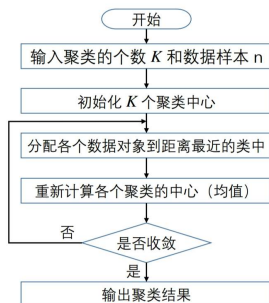 开始
输入聚类的个数 K 和数据样本 n
初始化 K 个聚类中心
分配各个数据对象到距离最近的类中
重新计算各个聚类的中心（均值）
否
是否收敛
是
输出聚类结果